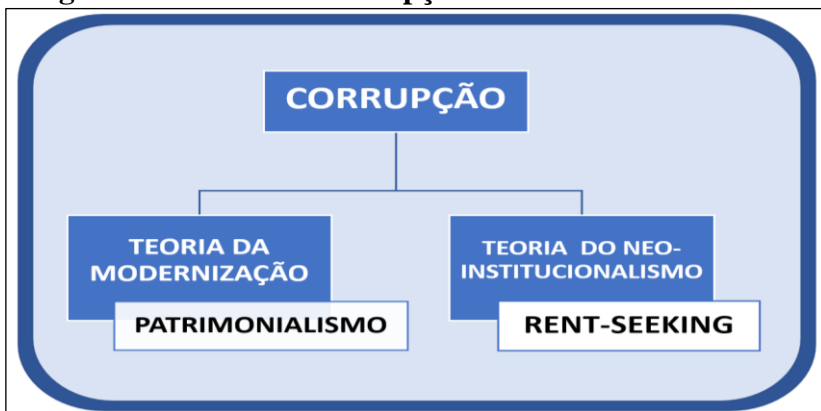 CORRUPÇÃO
TEORIA DA
MODERNIZAÇÃO
PATRIMONIALISMO
TEORIA DO NEO-
INSTITUCIONALISMO
RENT-SEEKING